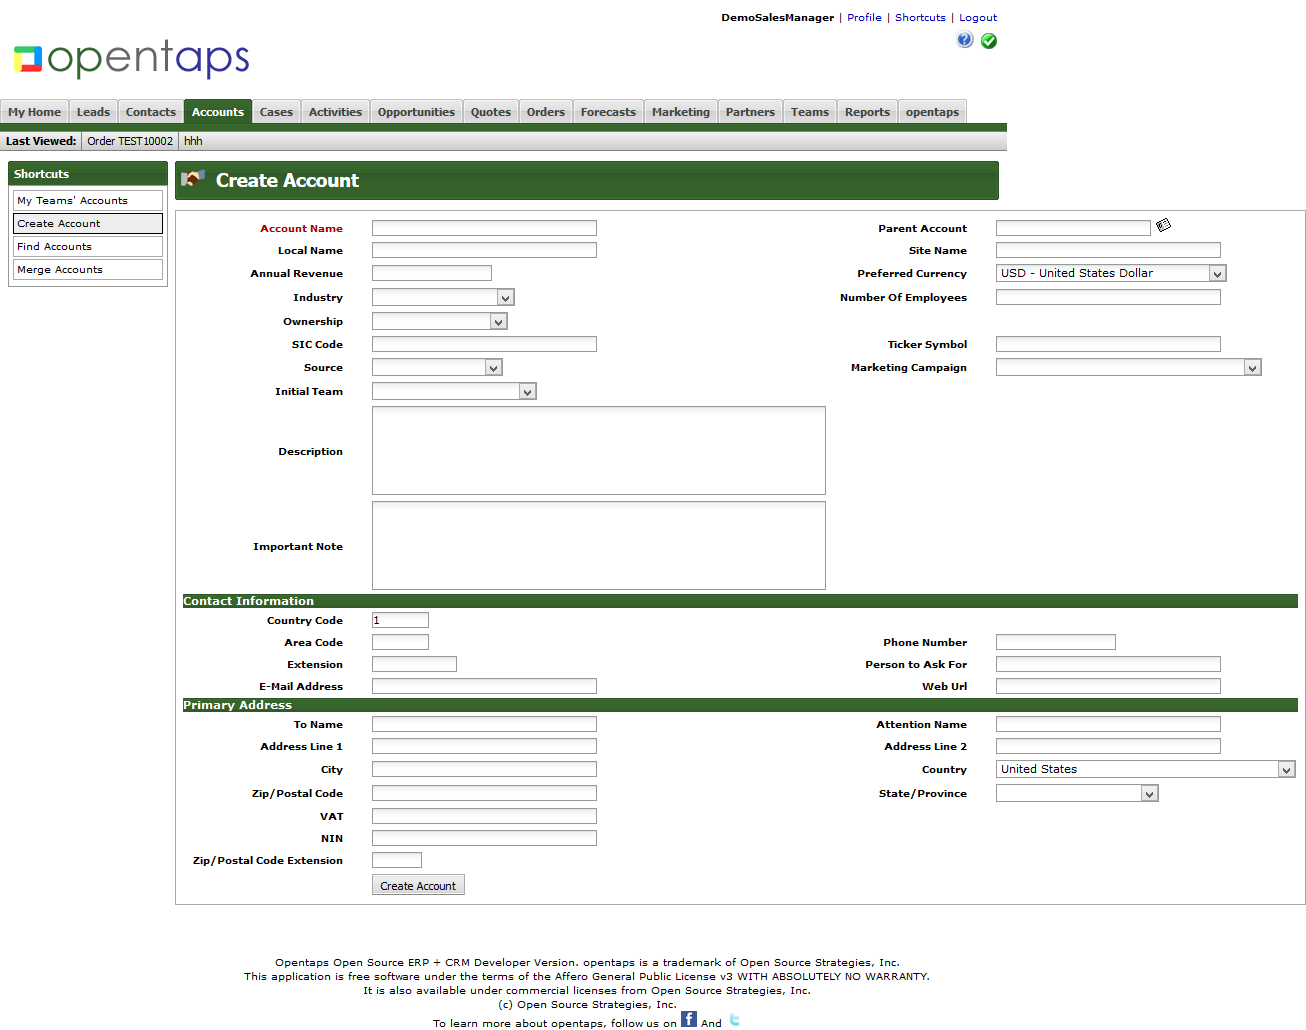 DemoSalesManager | Profile | Shortcuts | Logout
opentaps
My Home Leads Contacts Accounts Cases Activities Opportunities Quotes Orders Forecasts Marketing Partners Teams Reports opentaps
Last Viewed: Order TEST10002 hhh
Shortcuts
My Teams' Accounts
Create Account
Find Accounts
Merge Accounts
Create Account
Account Name Parent Account
Local Name Site Name
Annual Revenue Preferred Currency USD - United States Dollar
Industry Number Of Employees
Ownership
SIC Code Ticker Symbol
Source Marketing Campaign
Initial Team
Description
Important Note
Contact Information
Country Code 1
Area Code Phone Number
Extension Person to Ask For
E-Mail Address Web Url
Primary Address
To Name Attention Name
Address Line 1 Address Line 2
City Country United States
Zip/Postal Code State/Province
VAT
NIN
Zip/Postal Code Extension
Create Account
Opentaps Open Source ERP + CRM Developer Version. opentaps is a trademark of Open Source Strategies, Inc.
This application is free software under the terms of the Affero General Public License v3 WITH ABSOLUTELY NO WARRANTY.
It is also available under commercial licenses from Open Source Strategies, Inc.
(c) Open Source Strategies, Inc.
To learn more about opentaps, follow us on f And t